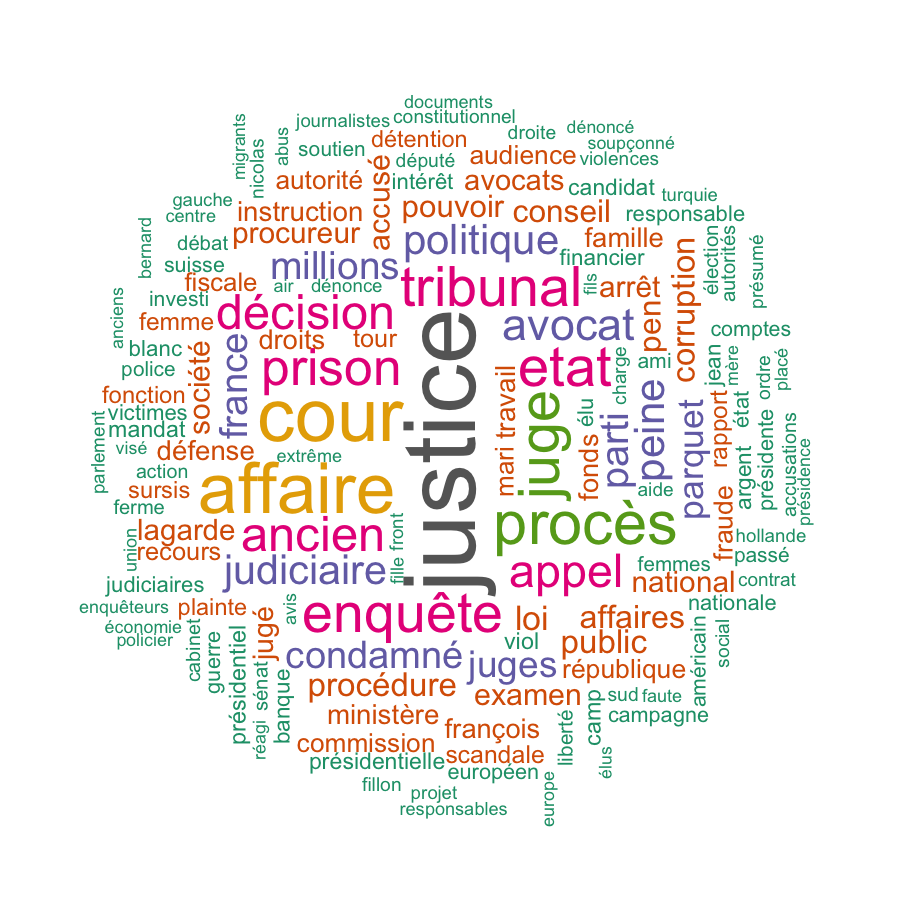 documents
constitutionnel
journalistes
droite
dénoncé
migrants
nicolas
abus
soutien
détention
soupçonné
violences
député
audience
accusé
autorité
intérêt
avocats
candidat
turquie
gauche
centre
instruction
pouvoir
conseil
responsable
bernard
débat
procureur
politique
famille
financier
élection
autorités
présumé
suisse
millions
fiscale
air
dénonce
tribunal
fils
arrêt
pen
corruption
anciens
investi
femme
décision
droits
tour
justice
avocat
comptes
blanc
police
société
france
prison
etat
charge
ami
jean
mère
ordre
placé
fonction
victimes
mandat
cour
mari
travail
juge
élu
parti
peine
parquet
rapport
état
parlement
visé
défense
extrême
fonds
argent
présidente
accusations
présidence
action
sursis
ferme
affaire
aide
fraude
lagarde
recours
union
ancien
fille
front
procès
hollande
passé
judiciaires
judiciaire
appel
femmes
national
contrat
enquêteurs
économie
policier
plainte
jugé
avis
enquête
loi
affaires
nationale
cabinet
guerre
présidentiel
sénat
réagi
banque
condamné
viol
juges
public
république
américain
social
procédure
examen
sud
faute
camp
campagne
ministère
françois
liberté
commission
scandale
présidentielle
européen
élus
fillon
projet
responsables
europe